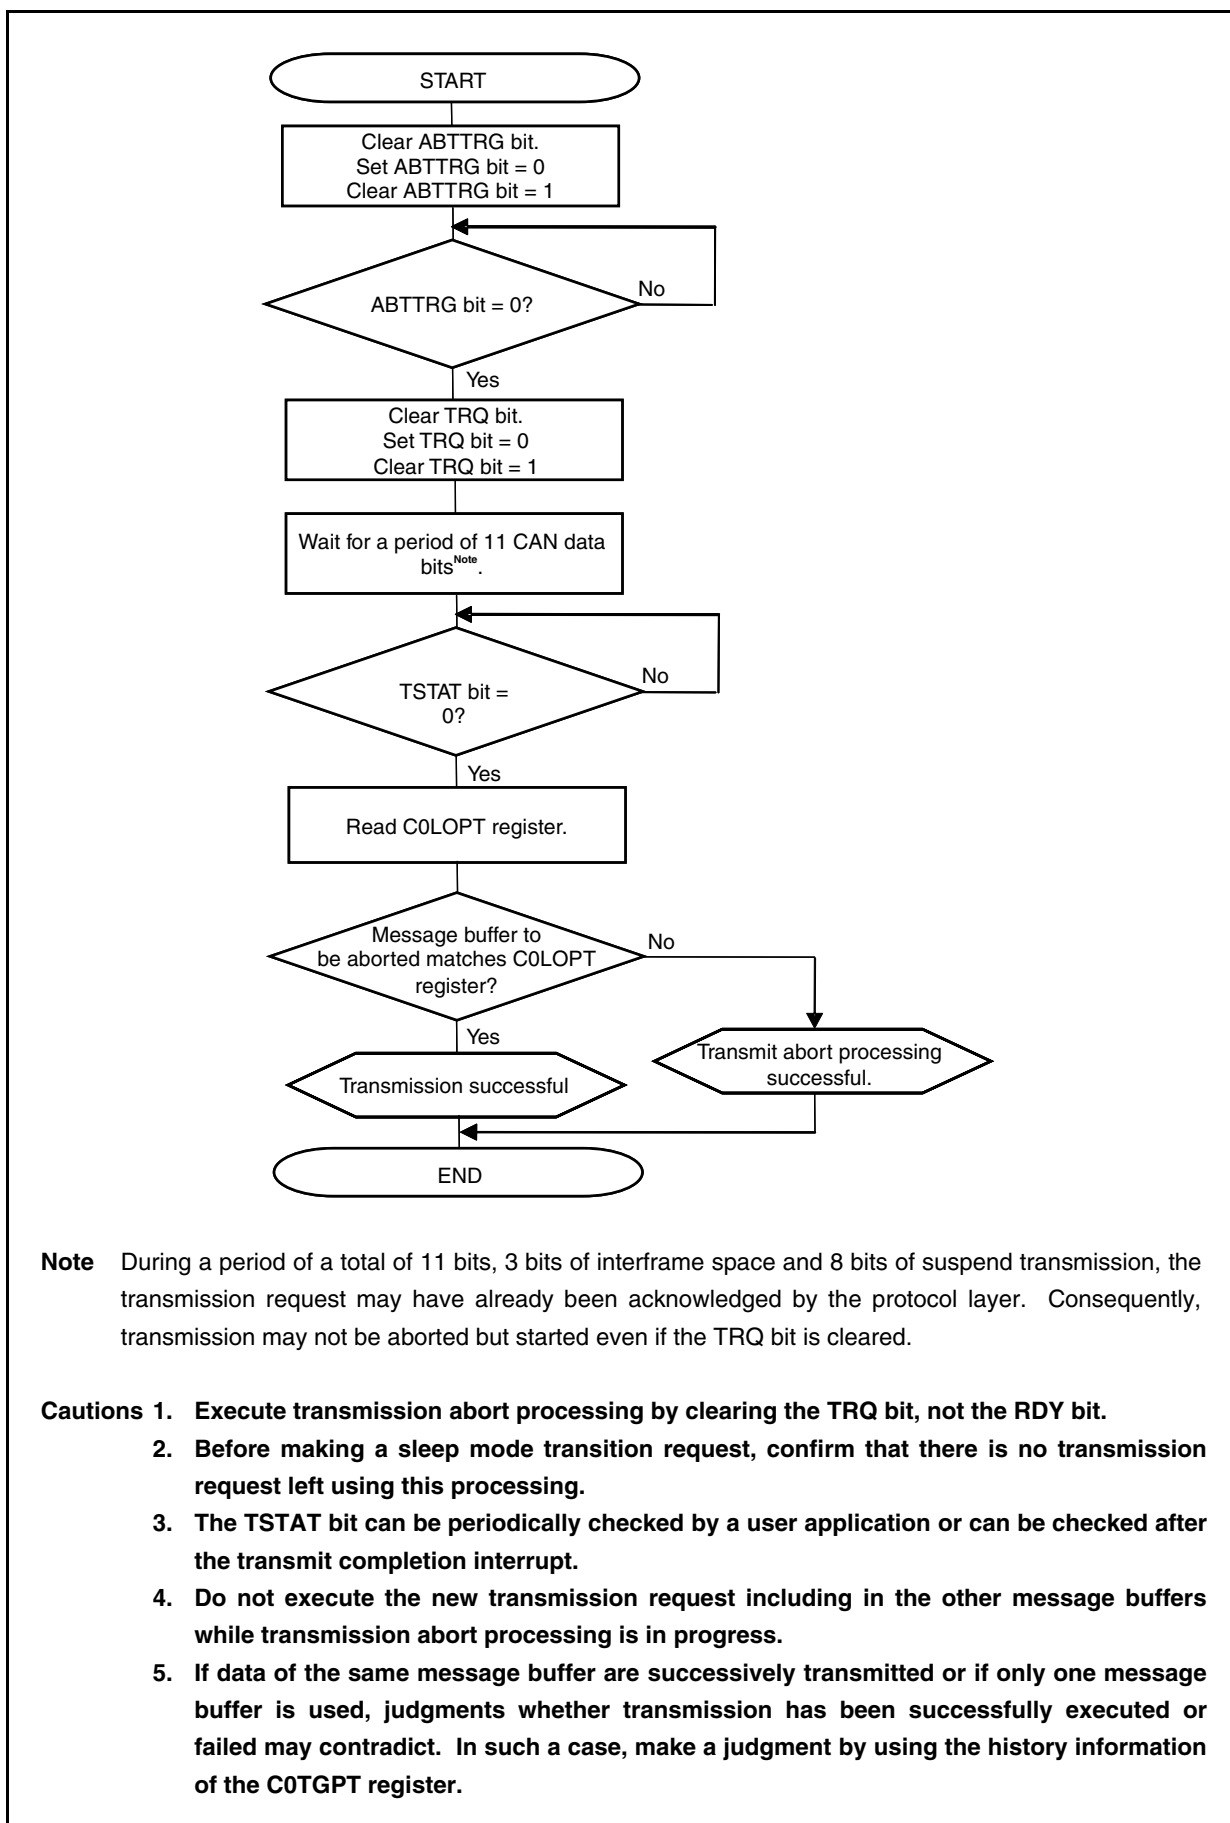 START
Clear ABTTRG bit.
Set ABTTRG bit = 0
Clear ABTTRG bit = 1
ABTTRG bit = 0?
No
Yes
Clear TRQ bit.
Set TRQ bit = 0
Clear TRQ bit = 1
Wait for a period of 11 CAN data
bitsNote.
TSTAT bit =
0?
No
Yes
Read C0LOPT register.
Message buffer to
be aborted matches C0LOPT
register?
No
Yes
Transmission successful
Transmit abort processing
successful.
END
Note During a period of a total of 11 bits, 3 bits of interframe space and 8 bits of suspend transmission, the
transmission request may have already been acknowledged by the protocol layer. Consequently,
transmission may not be aborted but started even if the TRQ bit is cleared.
Cautions 1. Execute transmission abort processing by clearing the TRQ bit, not the RDY bit.
2. Before making a sleep mode transition request, confirm that there is no transmission
request left using this processing.
3. The TSTAT bit can be periodically checked by a user application or can be checked after
the transmit completion interrupt.
4. Do not execute the new transmission request including in the other message buffers
while transmission abort processing is in progress.
5. If data of the same message buffer are successively transmitted or if only one message
buffer is used, judgments whether transmission has been successfully executed or
failed may contradict. In such a case, make a judgment by using the history information
of the C0TGPT register.